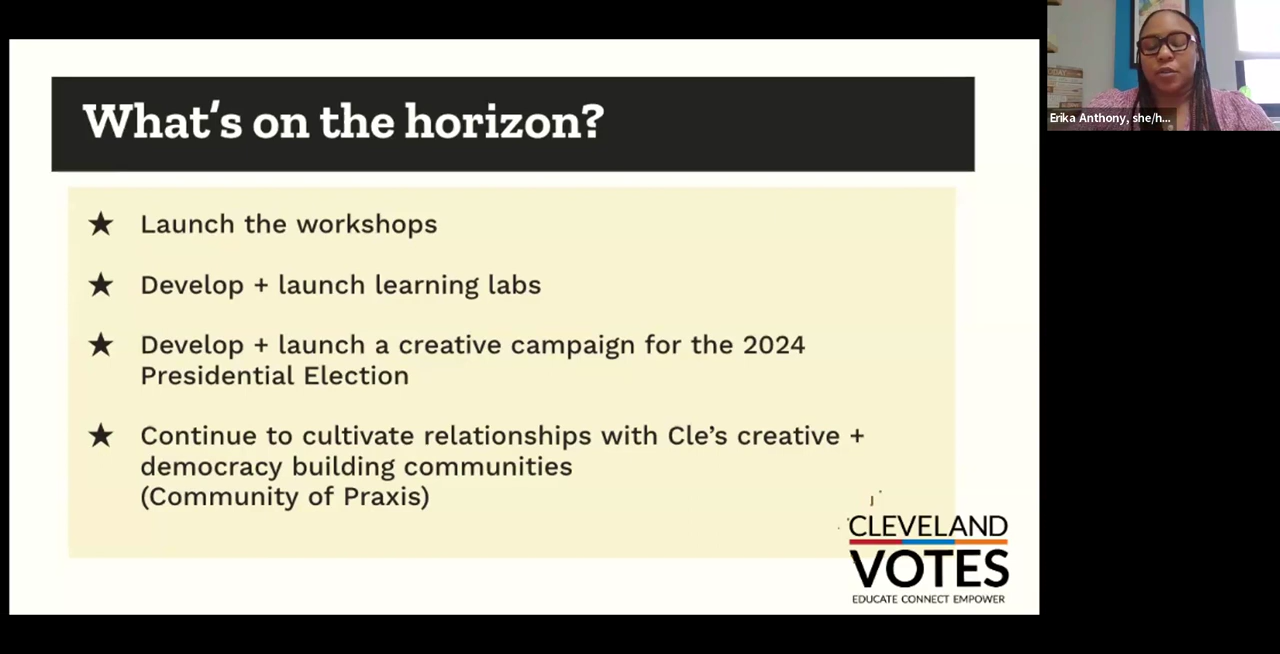 What's on the horizon?
★ Launch the workshops
★ Develop + launch learning labs
★ Develop + launch a creative campaign for the 2024
Presidential Election
★ Continue to cultivate relationships with Cle's creative +
democracy building communities
(Community of Praxis)
CLEVELAND
VOTES
EDUCATE CONNECT EMPOWER
Erika Anthony, she/h...